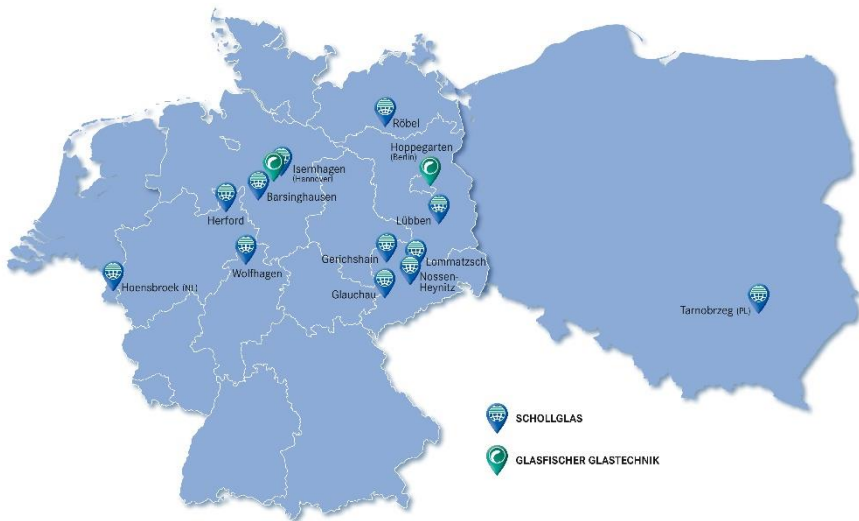 Röbel
Hoppegarten
(Berlin)
Isernhagen
(Hannover)
Barsinghausen
Herford
Lübben
Wolfhagen
Gerichshain
Lommatzsch
Nossen-
Heynitz
Hoensbroek (NL)
Glauchau
Tarnobrzeg (PL)
SCHOLLGLAS
GLASFISCHER GLASTECHNIK